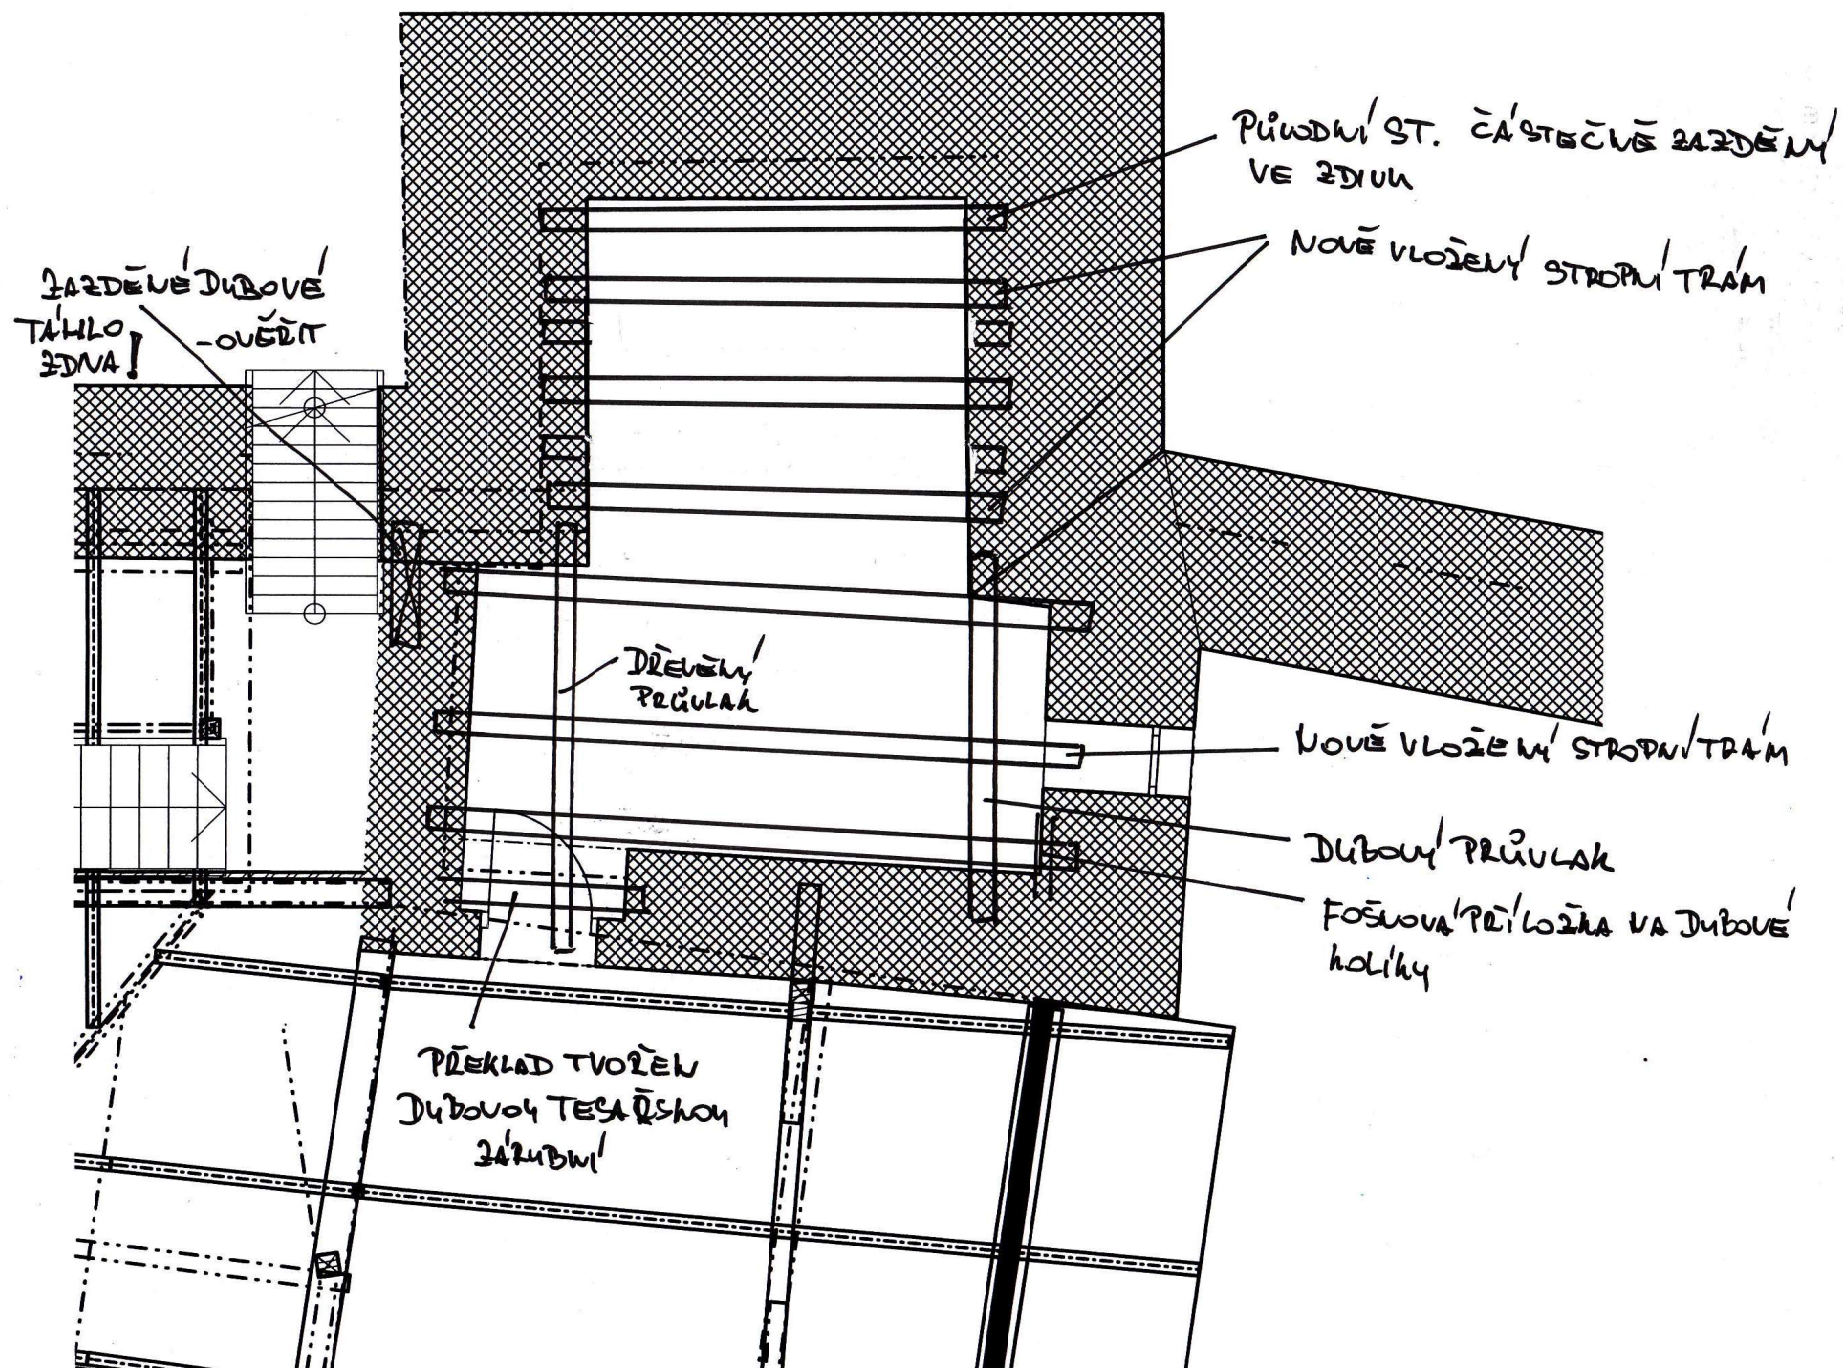 PŮVODNÍ ST. ČÁSTEČNĚ ZAZDĚNÝ
VE ZDIVU
NOVĚ VLOŽENÝ STROPNÍ TRÁM
ZAZDĚNÉ DUBOVÉ
TÁHLO - OVĚŘIT
ZDIVA!
DŘEVĚNÝ
PRŮVLAK
NOVĚ VLOŽENÝ STROPNÍ TRÁM
DUBOVÝ PRŮVLAK
FOŠNOVÁ PŘÍLOŽKA NA DUBOVÉ
KOLÍKY
PŘEKLAD TVOŘEN
DUBOVOU TESAŘSKOU
ZÁRUBNÍ